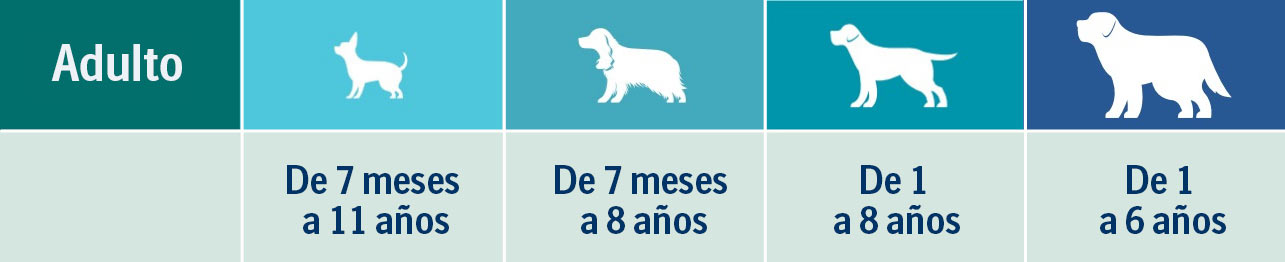 Adulto
De 7 meses
a 11 años
De 7 meses
a 8 años
De 1
a 8 años
De 1
a 6 años